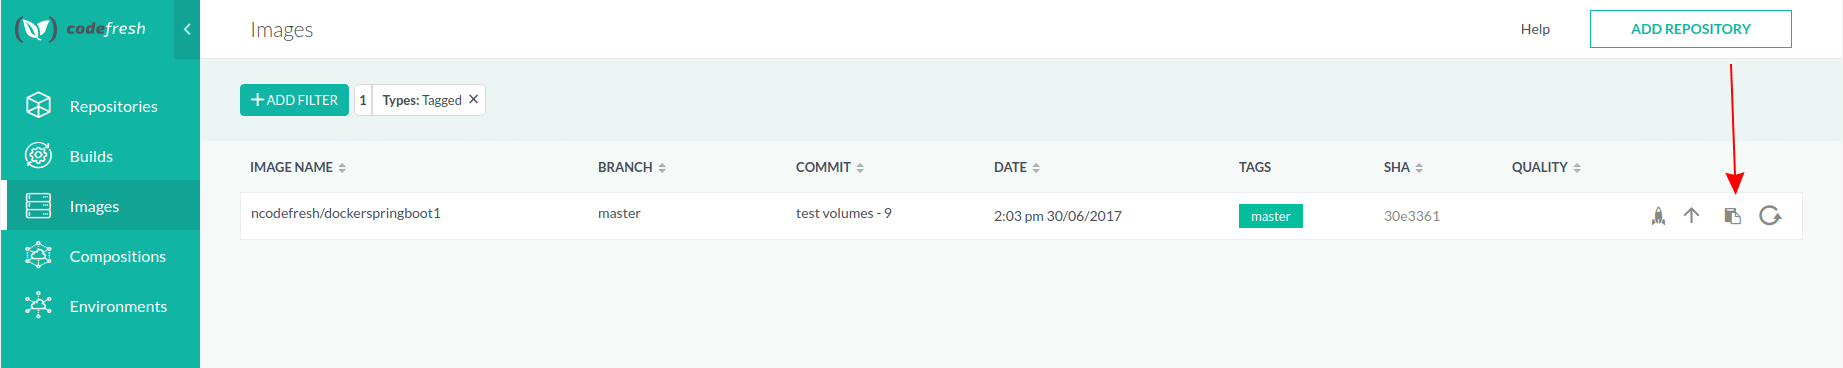 codefresh
Images
Help
ADD REPOSITORY
Repositories
Builds
Images
Compositions
Environments
+ ADD FILTER
1 Types: Tagged ×
IMAGE NAME BRANCH COMMIT DATE TAGS SHA QUALITY
ncodefresh/dockerspringboot1 master test volumes - 9 2:03 pm 30/06/2017 master 30e3361